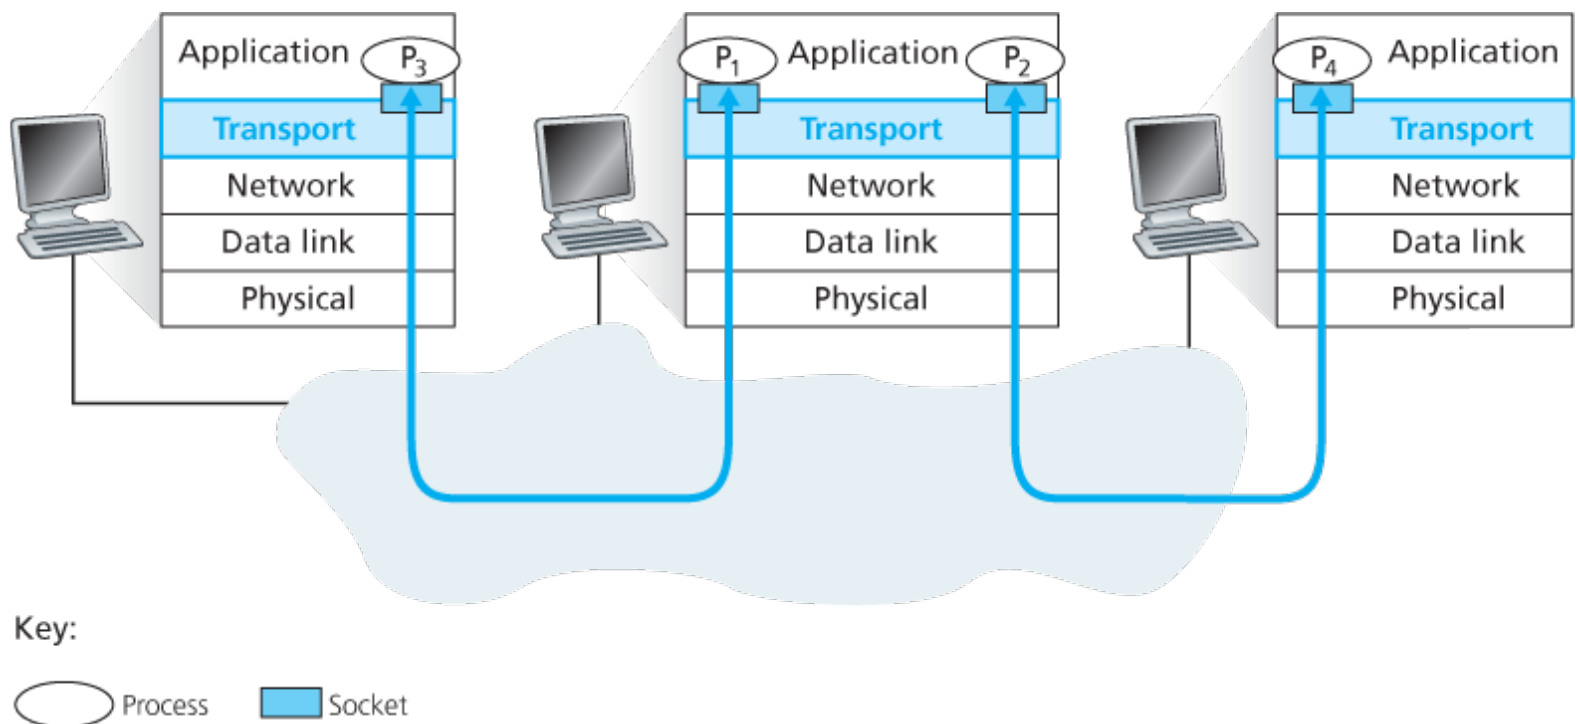 Application
P3
Transport
Network
Data link
Physical
P1
Application
P2
Transport
Network
Data link
Physical
P4
Application
Transport
Network
Data link
Physical
Key:
Process
Socket